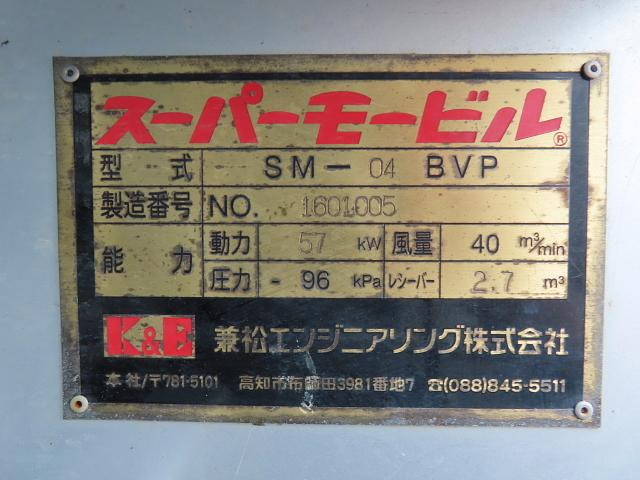 スーパーモービル®
型式 SM-04 BVP
製造番号 NO. 1601005
能力 動力 57 kW 風量 40 m³/min
圧力 -96 kPa レシーバー 2.7 m³
K&E 兼松エンジニアリング株式会社
本社/〒781-5101 高知市布師田3981番地7 ☎(088)845-5511